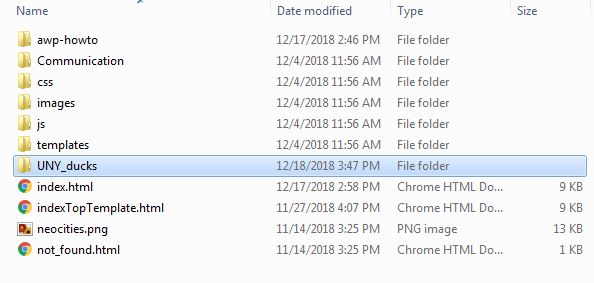 Name Date modified Type Size
awp-howto 12/17/2018 2:46 PM File folder
Communication 12/4/2018 11:56 AM File folder
css 12/4/2018 11:56 AM File folder
images 12/4/2018 11:56 AM File folder
js 12/4/2018 11:56 AM File folder
templates 12/4/2018 11:56 AM File folder
UNY_ducks 12/18/2018 3:47 PM File folder
index.html 12/17/2018 2:58 PM Chrome HTML Do... 9 KB
indexTopTemplate.html 11/27/2018 4:07 PM Chrome HTML Do... 9 KB
neocities.png 11/14/2018 3:25 PM PNG image 13 KB
not_found.html 11/14/2018 3:25 PM Chrome HTML Do... 1 KB